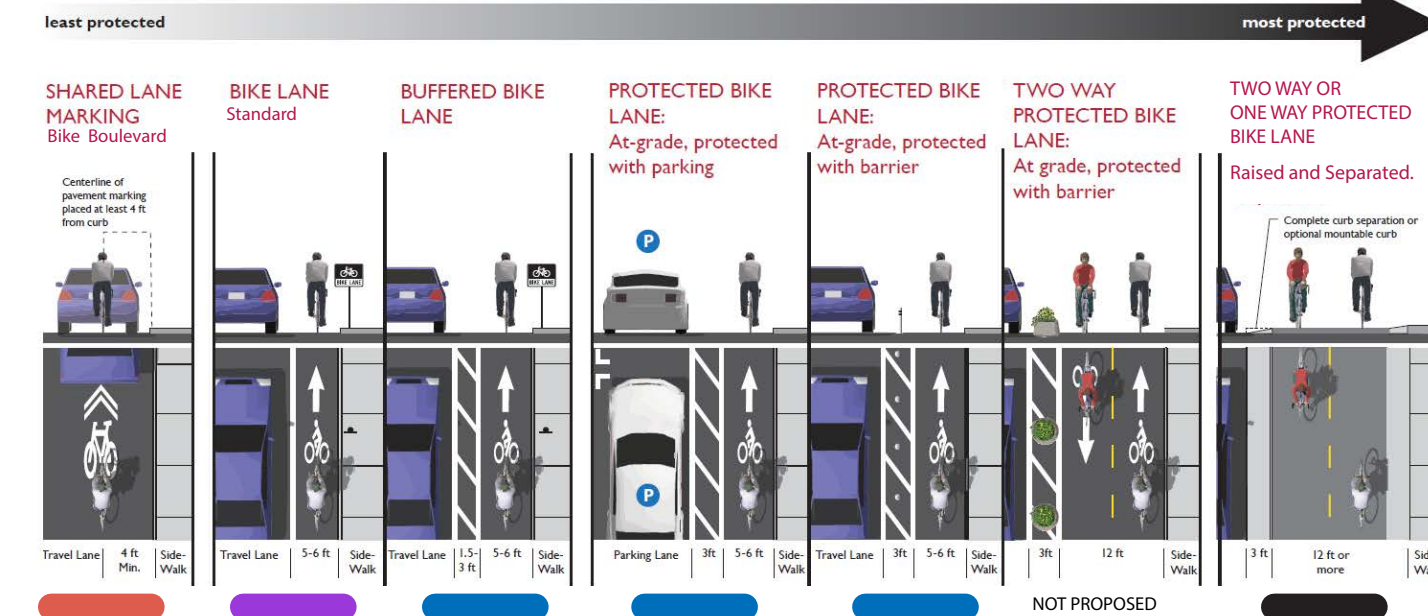 least protected
most protected
SHARED LANE
MARKING
Bike Boulevard
BIKE LANE
Standard
BUFFERED BIKE
LANE
PROTECTED BIKE
LANE:
At-grade, protected
with parking
PROTECTED BIKE
LANE:
At-grade, protected
with barrier
TWO WAY
PROTECTED BIKE
LANE:
At grade, protected
with barrier
TWO WAY OR
ONE WAY PROTECTED
BIKE LANE
Raised and Separated.
Centerline of
pavement marking
placed at least 4 ft
from curb
BIKE LANE
BIKE LANE
P
Complete curb separation or
optional mountable curb
P
Travel Lane
4 ft
Min.
Side-
Walk
Travel Lane
5-6 ft
Side-
Walk
Travel Lane
1.5-
3 ft
5-6 ft
Side-
Walk
Parking Lane
3ft
5-6 ft
Side-
Walk
Travel Lane
3ft
5-6 ft
Side-
Walk
3ft
12 ft
Side-
Walk
3 ft
12 ft or
more
NOT PROPOSED